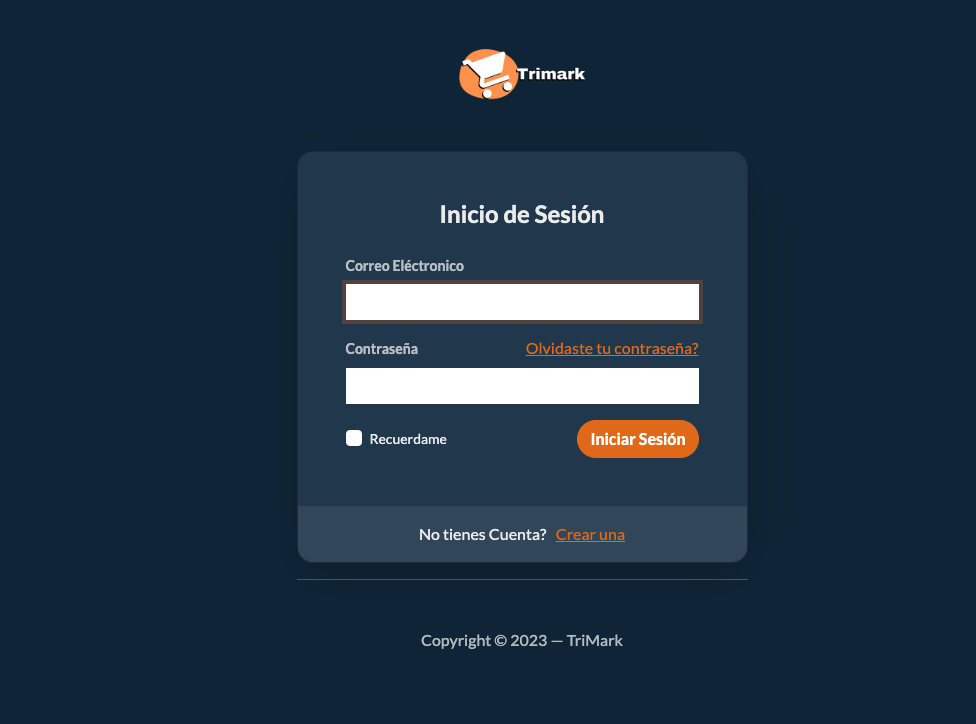 Trimark
Inicio de Sesión
Correo Eléctronico
Contraseña Olvidaste tu contraseña?
Recuerdame Iniciar Sesión
No tienes Cuenta? Crear una
Copyright © 2023 — TriMark